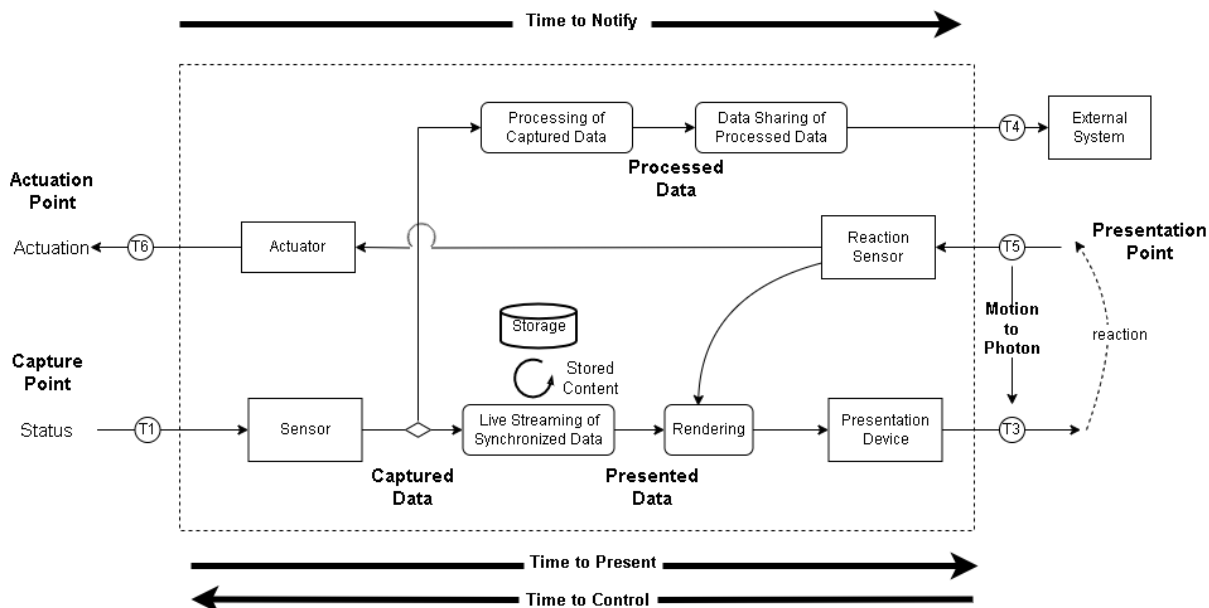 Time to Notify
Processing of
Captured Data
Data Sharing of
Processed Data
T4
External
System
Processed
Data
Actuation
Point
Actuation
T6
Actuator
Reaction
Sensor
T5
Presentation
Point
Motion
to
Photon
reaction
Storage
Stored
Content
Capture
Point
Status
T1
Sensor
Live Streaming of
Synchronized Data
Rendering
Presentation
Device
T3
Captured
Data
Presented
Data
Time to Present
Time to Control